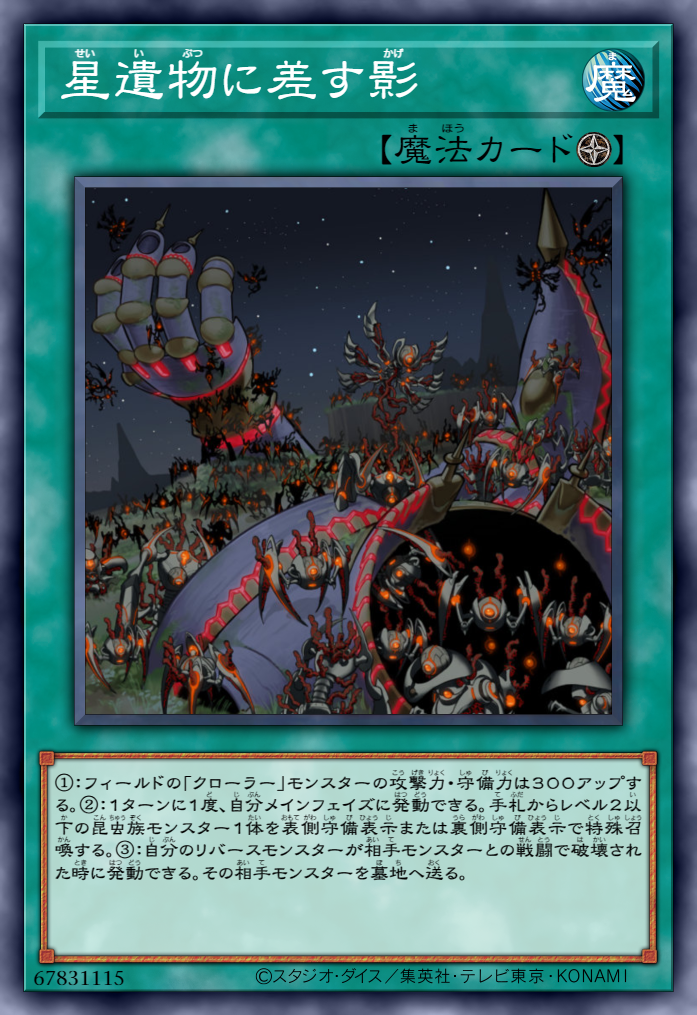 星遺物に差す影
魔
【魔法カード】
①:フィールドの「クローラー」モンスターの攻撃力・守備力は300アップす
る。②:1ターンに1度、自分メインフェイズに発動できる。手札からレベル2以
下の昆虫族モンスター1体を表側守備表示または裏側守備表示で特殊召
喚する。③:自分のリバースモンスターが相手モンスターとの戦闘で破壊され
た時に発動できる。その相手モンスターを墓地へ送る。
67831115
©スタジオ・ダイス/集英社・テレビ東京・KONAMI